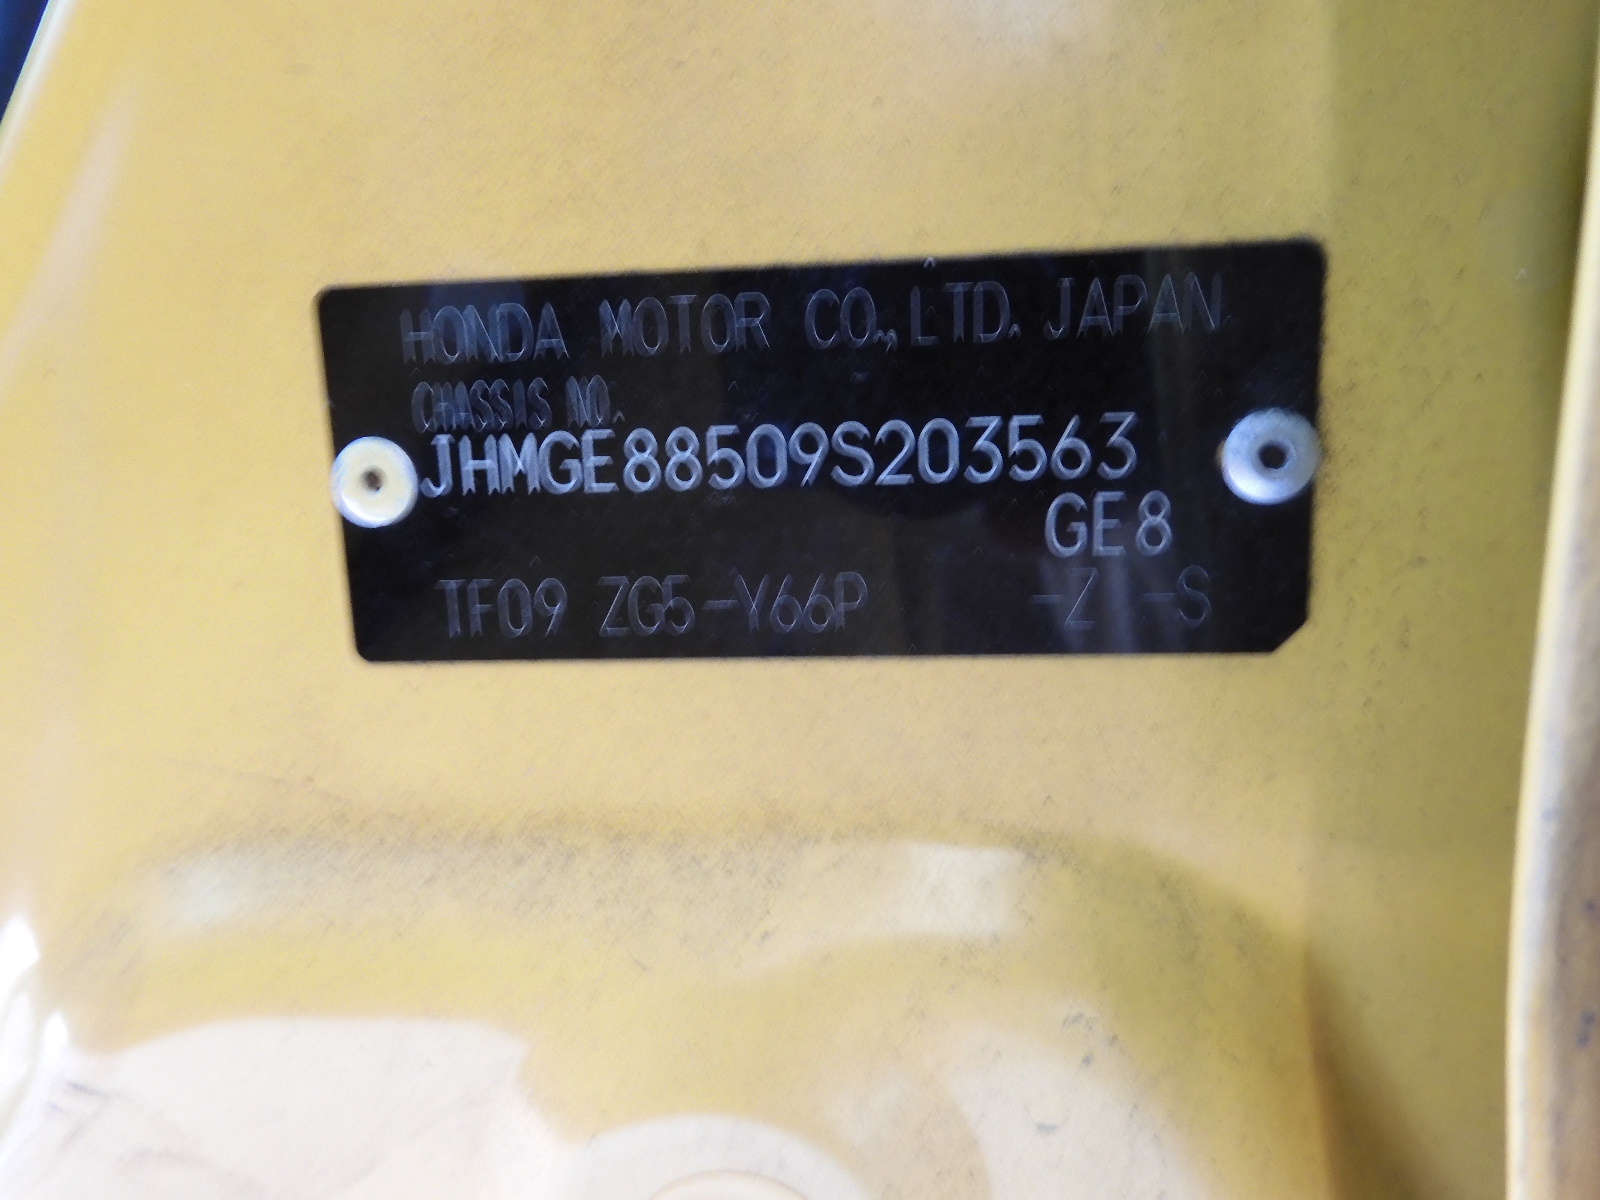 HONDA MOTOR CO., LTD. JAPAN
CHASSIS NO.
JHMGE88509S203563
GE8
TF09 ZG5-Y66P -Z -S